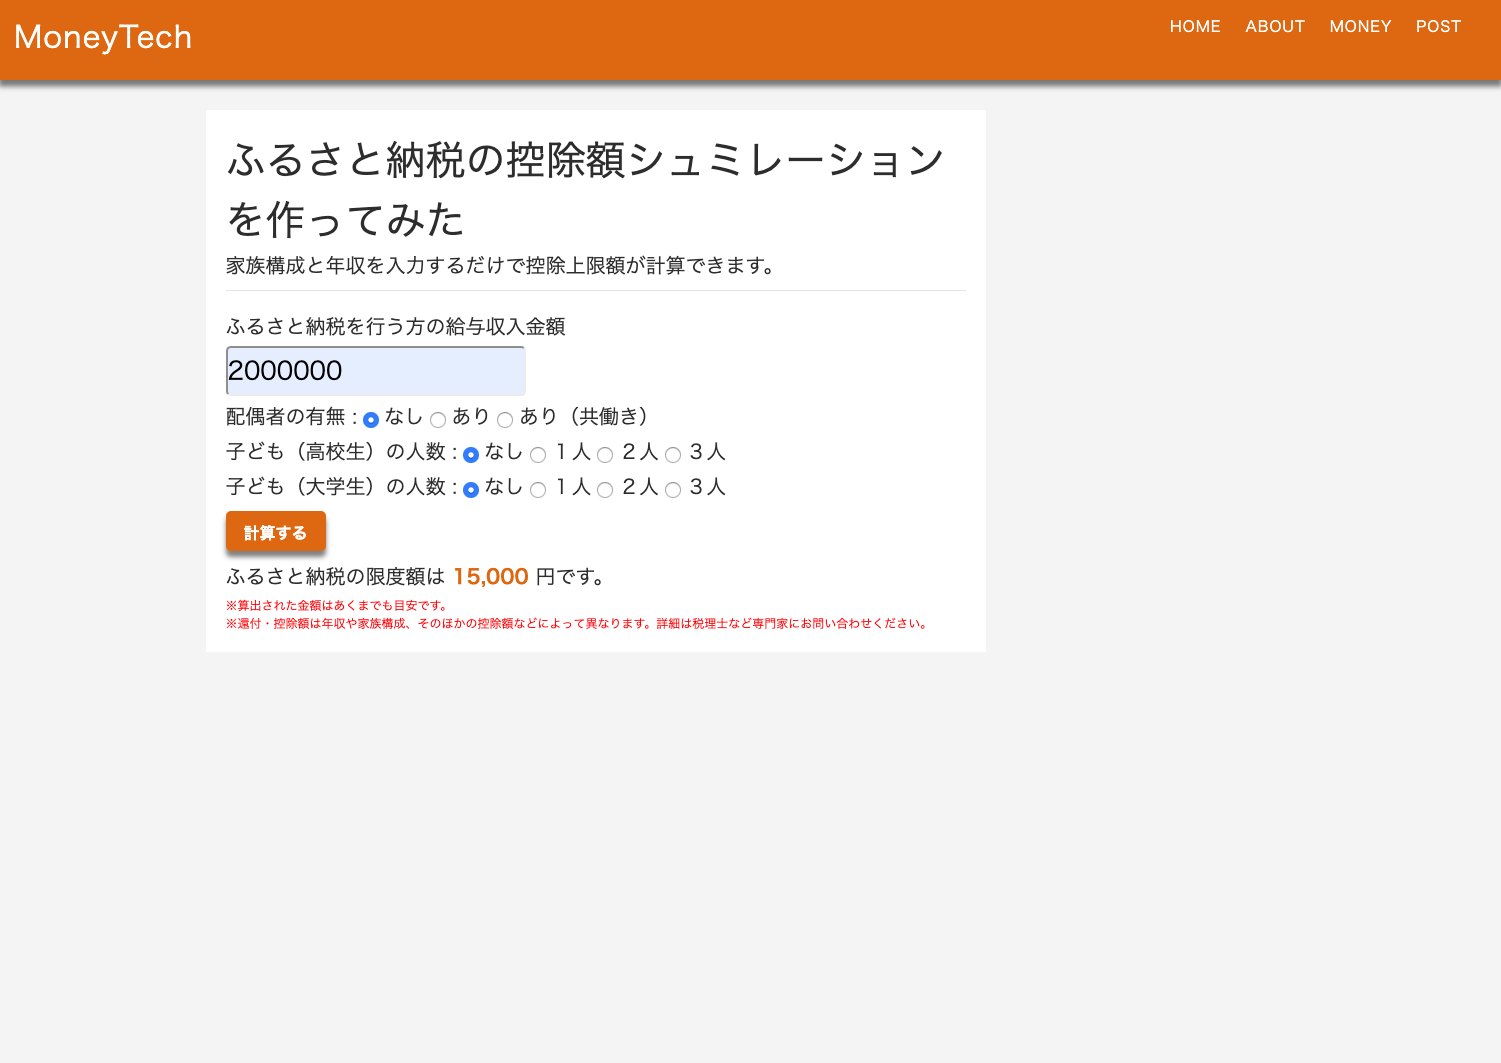 MoneyTech
HOME ABOUT MONEY POST
ふるさと納税の控除額シュミレーション
を作ってみた
家族構成と年収を入力するだけで控除上限額が計算できます。
ふるさと納税を行う方の給与収入金額
2000000
配偶者の有無 : なし あり あり（共働き）
子ども（高校生）の人数 : なし １人 ２人 ３人
子ども（大学生）の人数 : なし １人 ２人 ３人
計算する
ふるさと納税の限度額は 15,000 円です。
※算出された金額はあくまでも目安です。
※還付・控除額は年収や家族構成、そのほかの控除額などによって異なります。詳細は税理士など専門家にお問い合わせください。